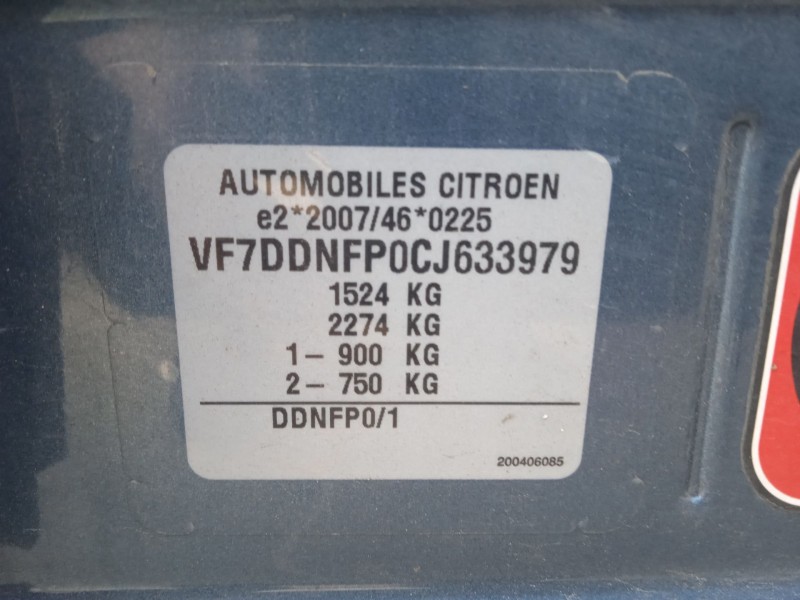 AUTOMOBILES CITROEN
e2*2007/46*0225
VF7DDNFP0CJ633979
1524 KG
2274 KG
1- 900 KG
2- 750 KG
DDNFP0/1
200406085